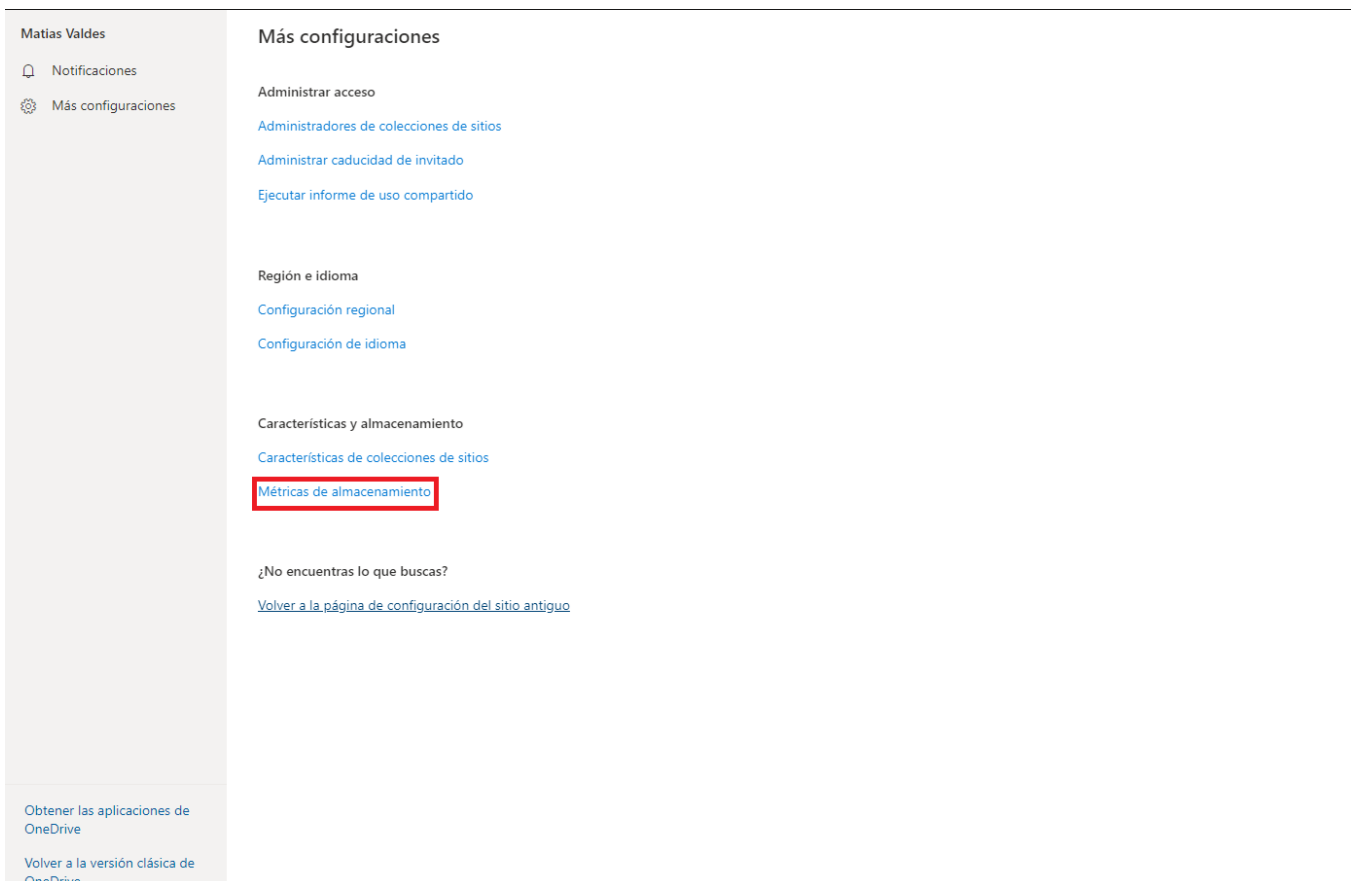 Matias Valdes
Notificaciones
Más configuraciones
Más configuraciones
Administrar acceso
Administradores de colecciones de sitios
Administrar caducidad de invitado
Ejecutar informe de uso compartido
Región e idioma
Configuración regional
Configuración de idioma
Características y almacenamiento
Características de colecciones de sitios
Métricas de almacenamiento
¿No encuentras lo que buscas?
Volver a la página de configuración del sitio antiguo
Obtener las aplicaciones de
OneDrive
Volver a la versión clásica de
OneDrive